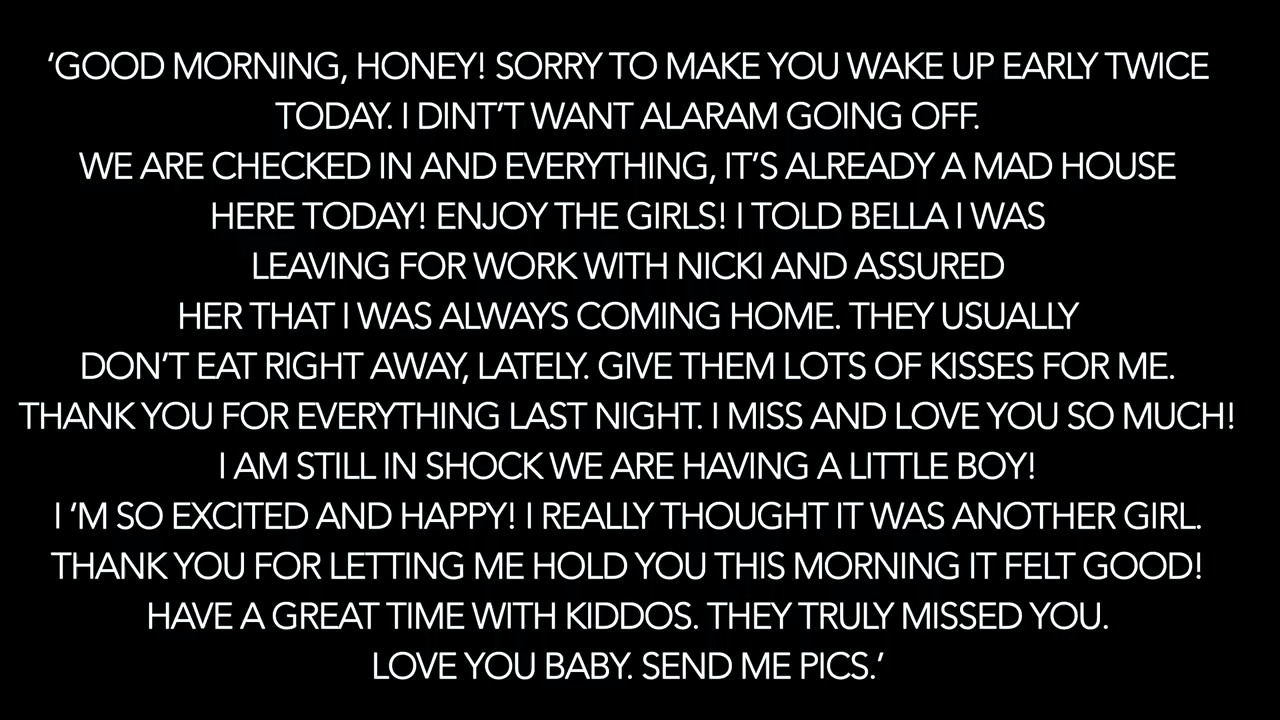 ‘GOOD MORNING, HONEY! SORRY TO MAKE YOU WAKE UP EARLY TWICE
TODAY. I DINT’T WANT ALARAM GOING OFF.
WE ARE CHECKED IN AND EVERYTHING, IT’S ALREADY A MAD HOUSE
HERE TODAY! ENJOY THE GIRLS! I TOLD BELLA I WAS
LEAVING FOR WORK WITH NICKI AND ASSURED
HER THAT I WAS ALWAYS COMING HOME. THEY USUALLY
DON’T EAT RIGHT AWAY, LATELY. GIVE THEM LOTS OF KISSES FOR ME.
THANK YOU FOR EVERYTHING LAST NIGHT. I MISS AND LOVE YOU SO MUCH!
I AM STILL IN SHOCK WE ARE HAVING A LITTLE BOY!
I ‘M SO EXCITED AND HAPPY! I REALLY THOUGHT IT WAS ANOTHER GIRL.
THANK YOU FOR LETTING ME HOLD YOU THIS MORNING IT FELT GOOD!
HAVE A GREAT TIME WITH KIDDOS. THEY TRULY MISSED YOU.
LOVE YOU BABY. SEND ME PICS.’